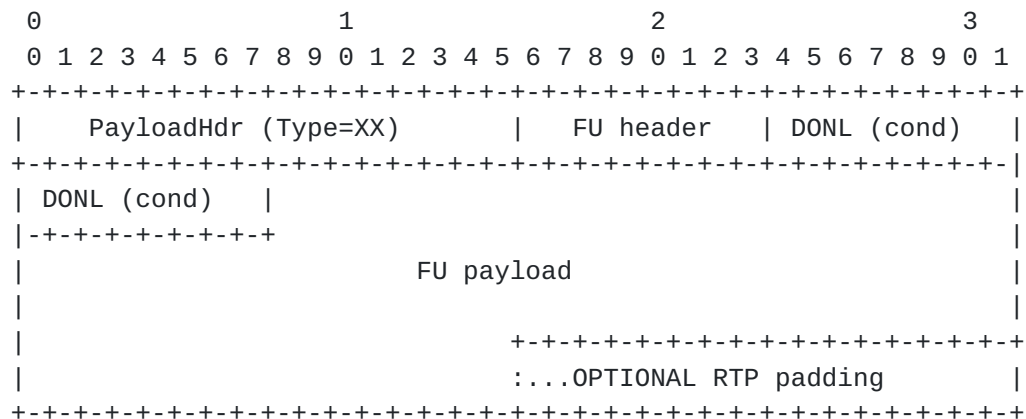 0                   1                   2                   3
 0 1 2 3 4 5 6 7 8 9 0 1 2 3 4 5 6 7 8 9 0 1 2 3 4 5 6 7 8 9 0 1
+-+-+-+-+-+-+-+-+-+-+-+-+-+-+-+-+-+-+-+-+-+-+-+-+-+-+-+-+-+-+-+-+
|    PayloadHdr (Type=XX)       |   FU header   | DONL (cond)   |
+-+-+-+-+-+-+-+-+-+-+-+-+-+-+-+-+-+-+-+-+-+-+-+-+-+-+-+-+-+-+-+-|
| DONL (cond)   |                                               |
|-+-+-+-+-+-+-+-+                                               |
|                         FU payload                            |
|                                                               |
|                               +-+-+-+-+-+-+-+-+-+-+-+-+-+-+-+-+
|                               :...OPTIONAL RTP padding        |
+-+-+-+-+-+-+-+-+-+-+-+-+-+-+-+-+-+-+-+-+-+-+-+-+-+-+-+-+-+-+-+-+